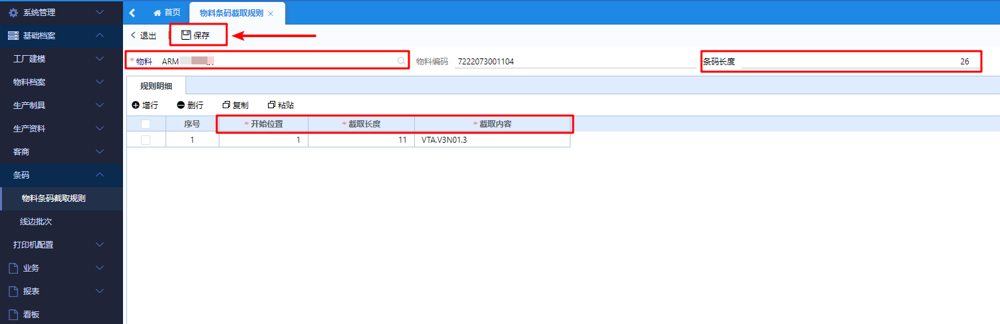 系统管理
基础档案
工厂建模
物料档案
生产制具
生产资料
客商
条码
物料条码截取规则
线边批次
打印机配置
业务
报表
看板
首页 物料条码截取规则 ×
退出 保存
*物料 ARM 物料编码 7222073001104 条码长度 26
规则明细
增行 删行 复制 粘贴
序号 *开始位置 *截取长度 *截取内容
1 1 11 VTA.V3N01.3